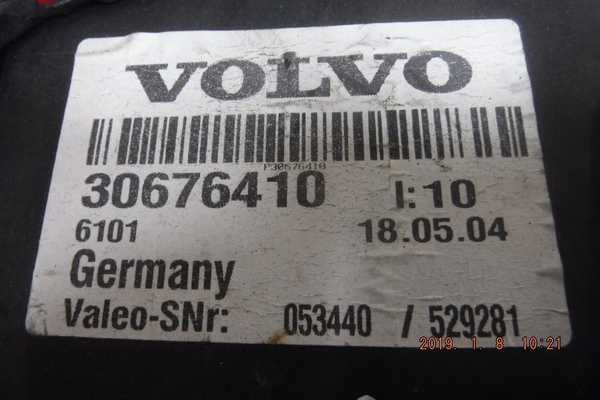 VOLVO
P30676410
30676410 I:10
6101 18.05.04
Germany
Valeo-SNr: 053440 / 529281
2019. 1. 8 10:21